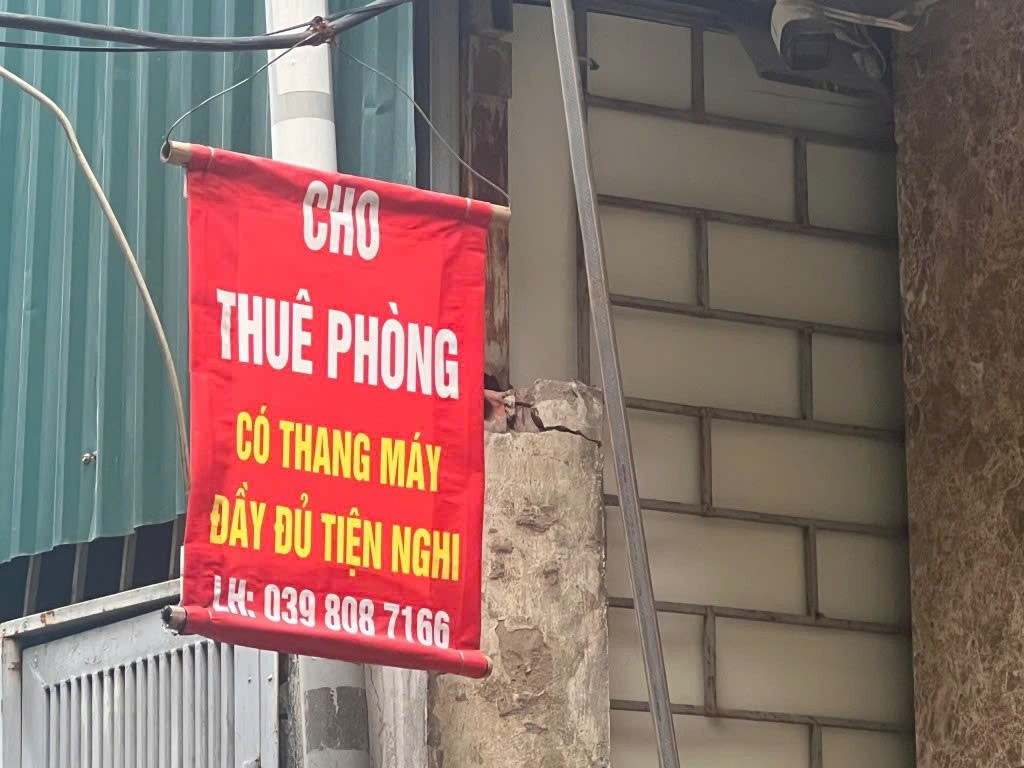 CHO
THUÊ PHÒNG
CÓ THANG MÁY
ĐẦY ĐỦ TIỆN NGHI
LH: 039 808 7166